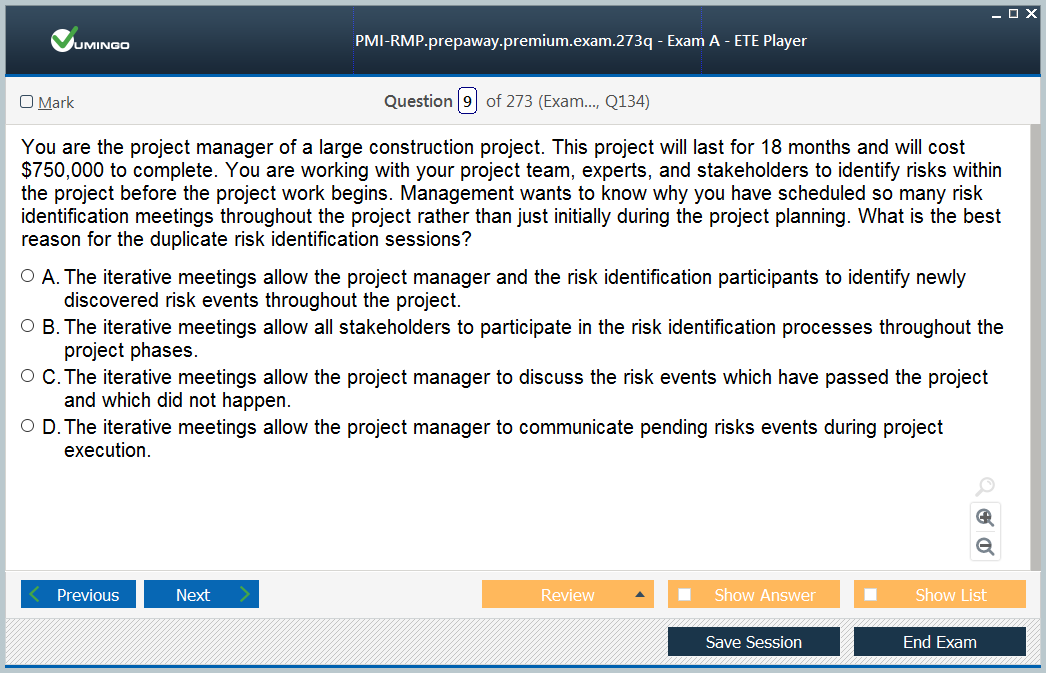 VUMINGO
PMI-RMP.prepaway.premium.exam.273q - Exam A - ETE Player
Mark
Question 9 of 273 (Exam..., Q134)
You are the project manager of a large construction project. This project will last for 18 months and will cost
$750,000 to complete. You are working with your project team, experts, and stakeholders to identify risks within
the project before the project work begins. Management wants to know why you have scheduled so many risk
identification meetings throughout the project rather than just initially during the project planning. What is the best
reason for the duplicate risk identification sessions?
A. The iterative meetings allow the project manager and the risk identification participants to identify newly
discovered risk events throughout the project.
B. The iterative meetings allow all stakeholders to participate in the risk identification processes throughout the
project phases.
C. The iterative meetings allow the project manager to discuss the risk events which have passed the project
and which did not happen.
D. The iterative meetings allow the project manager to communicate pending risks events during project
execution.
Previous
Next
Review
Show Answer
Show List
Save Session
End Exam